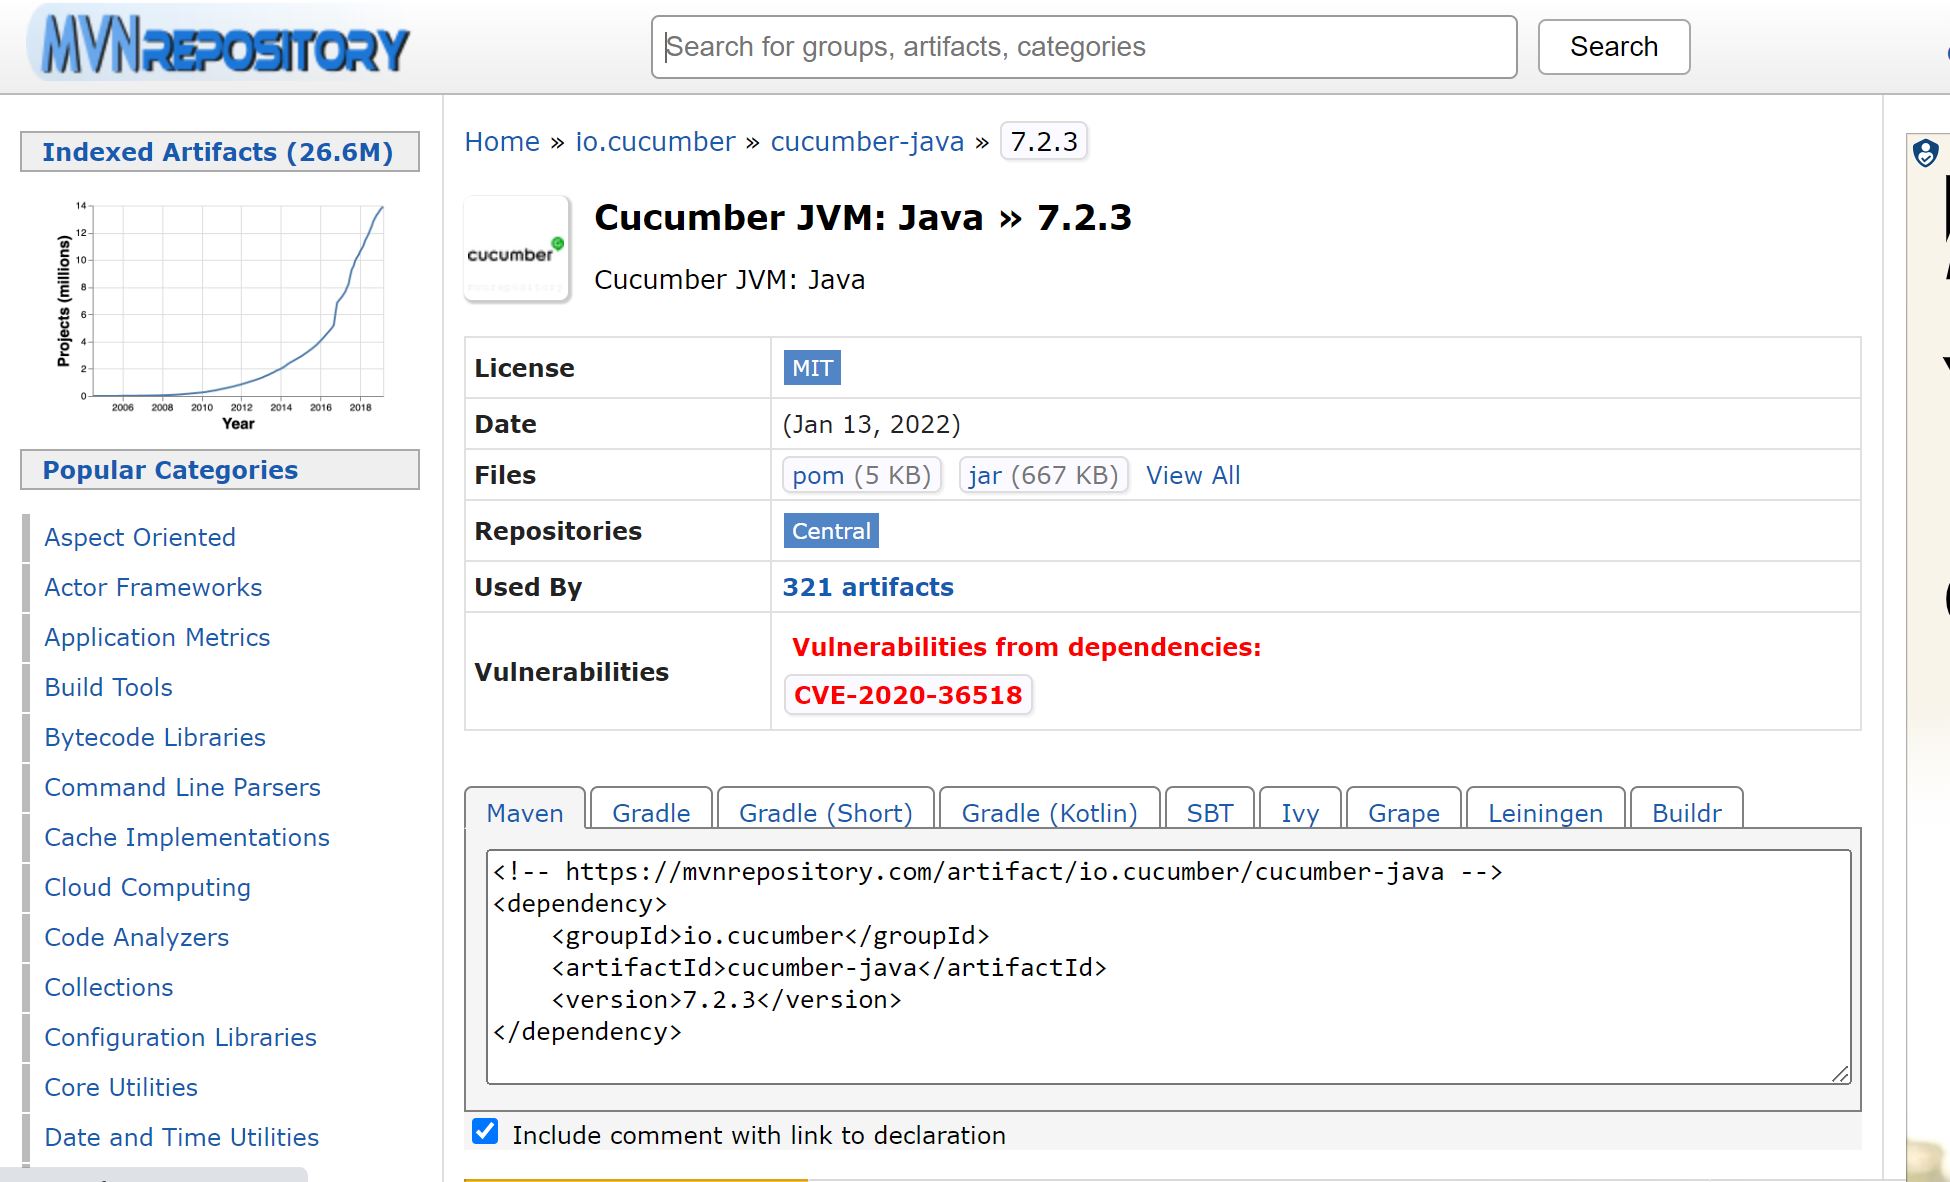 MVNREPOSITORY
Search for groups, artifacts, categories
Search
Indexed Artifacts (26.6M)
Projects (millions)
14
12
10
8
6
4
2
0
2006 2008 2010 2012 2014 2016 2018
Year
Popular Categories
Aspect Oriented
Actor Frameworks
Application Metrics
Build Tools
Bytecode Libraries
Command Line Parsers
Cache Implementations
Cloud Computing
Code Analyzers
Collections
Configuration Libraries
Core Utilities
Date and Time Utilities
Home » io.cucumber » cucumber-java » 7.2.3
cucumber
mvnrepository
Cucumber JVM: Java » 7.2.3
Cucumber JVM: Java
License MIT
Date (Jan 13, 2022)
Files pom (5 KB) jar (667 KB) View All
Repositories Central
Used By 321 artifacts
Vulnerabilities Vulnerabilities from dependencies:
CVE-2020-36518
Maven Gradle Gradle (Short) Gradle (Kotlin) SBT Ivy Grape Leiningen Buildr
<!-- https://mvnrepository.com/artifact/io.cucumber/cucumber-java -->
<dependency>
    <groupId>io.cucumber</groupId>
    <artifactId>cucumber-java</artifactId>
    <version>7.2.3</version>
</dependency>
Include comment with link to declaration